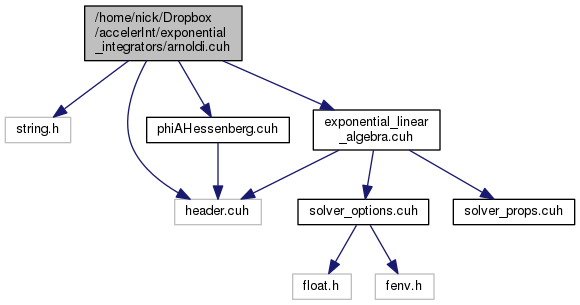 /home/nick/Dropbox
/accelerInt/exponential
_integrators/arnoldi.cuh
string.h
phiAHessenberg.cuh
exponential_linear
_algebra.cuh
header.cuh
solver_options.cuh
solver_props.cuh
float.h
fenv.h